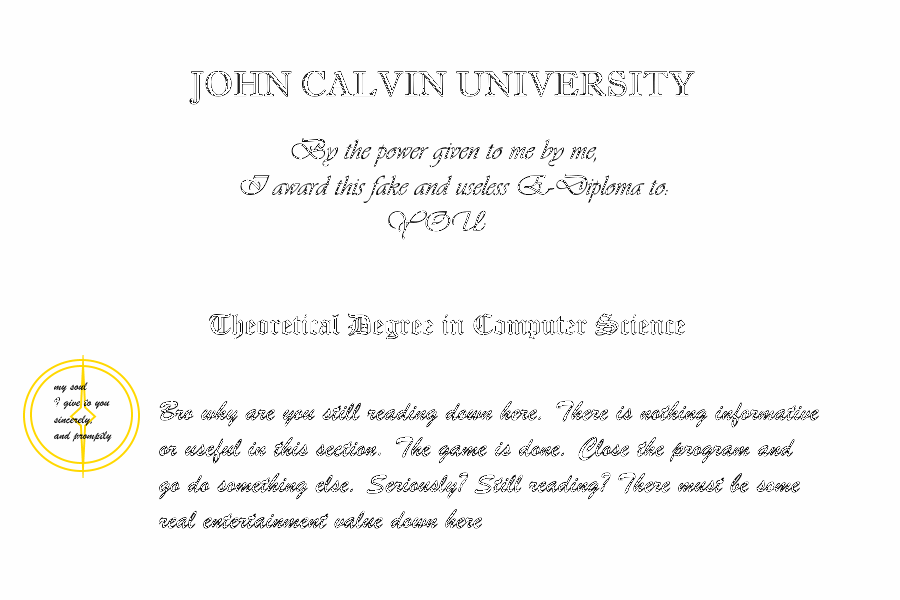 JOHN CALVIN UNIVERSITY
By the power given to me by me,
I award this fake and useless E-Diploma to:
YOU
Theoretical Degree in Computer Science
my soul
I give to you
sincerely,
and promptly
Bro why are you still reading down here. There is nothing informative
or useful in this section. The game is done. Close the program and
go do something else. Seriously? Still reading? There must be some
real entertainment value down here